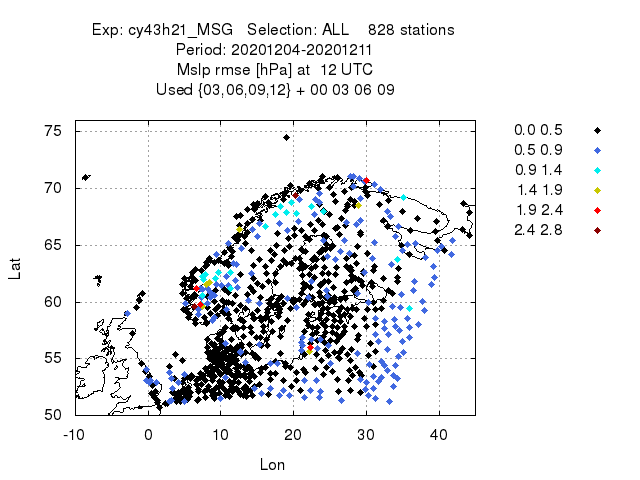 Exp: cy43h21_MSG   Selection: ALL    828 stations
Period: 20201204-20201211
Mslp rmse [hPa] at  12 UTC
Used {03,06,09,12} + 00 03 06 09
75
70
65
60
55
50
Lat
-10 0 10 20 30 40
Lon
0.0 0.5
0.5 0.9
0.9 1.4
1.4 1.9
1.9 2.4
2.4 2.8